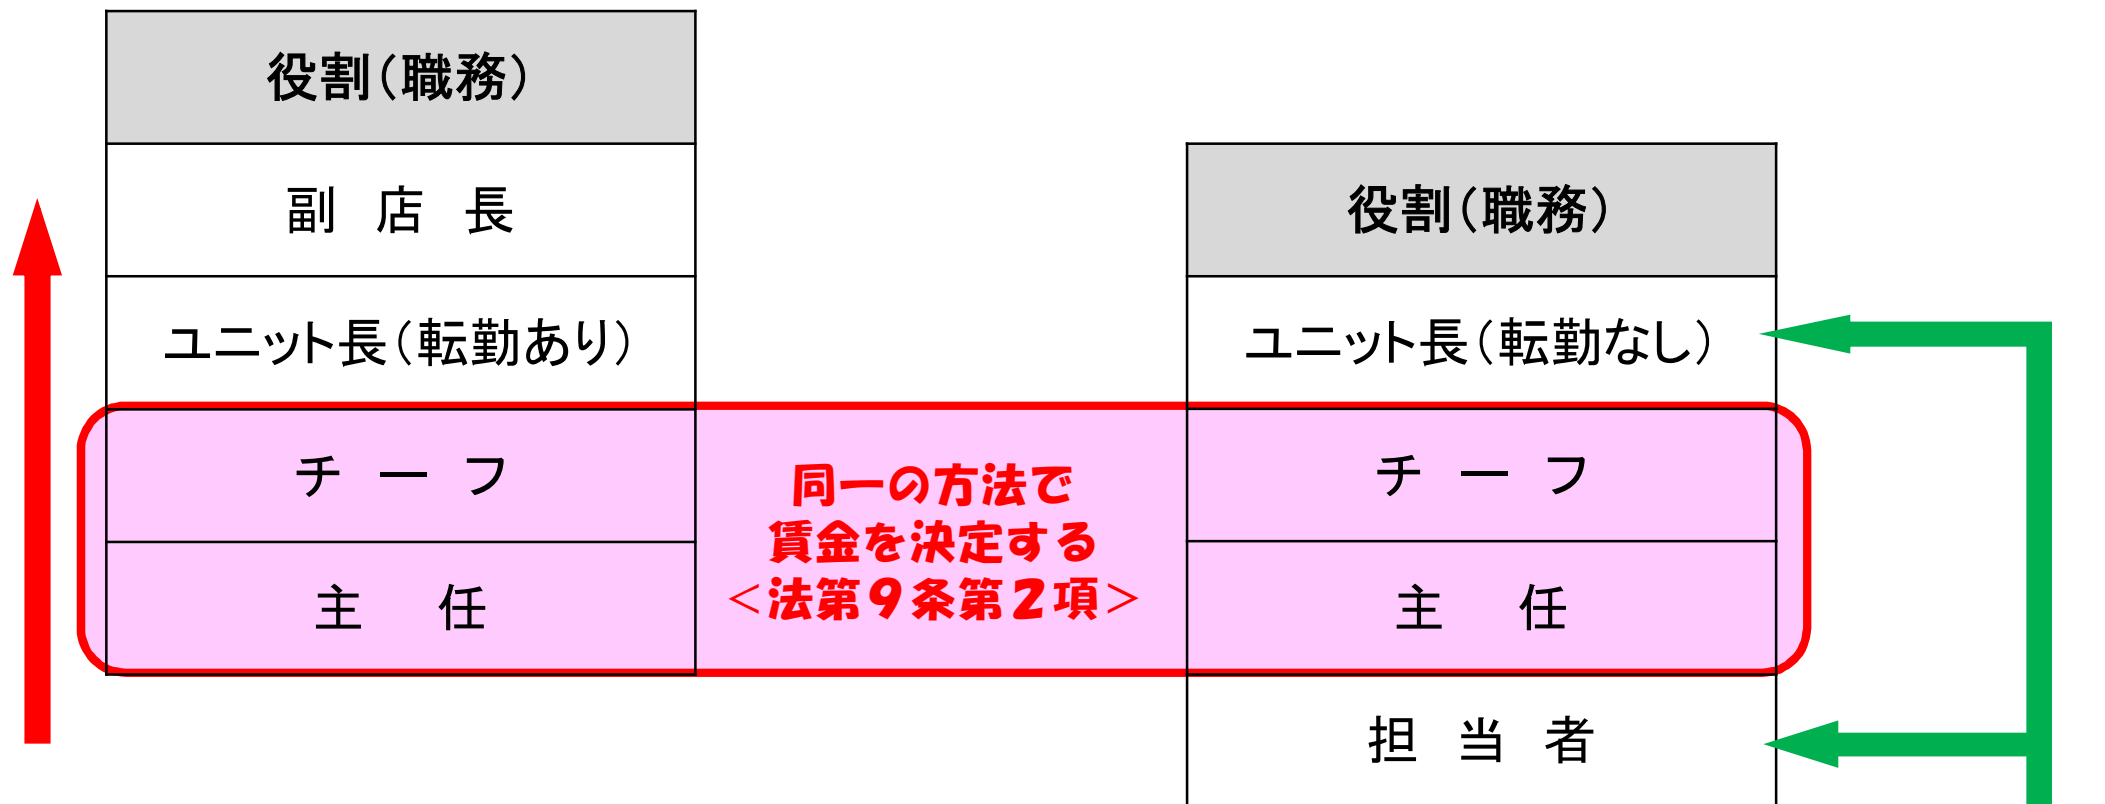 役割（職務）
副　店　長
ユニット長（転勤あり）
チ　ー　フ
主　任
同一の方法で
賃金を決定する
＜法第９条第２項＞
役割（職務）
ユニット長（転勤なし）
チ　ー　フ
主　任
担　当　者